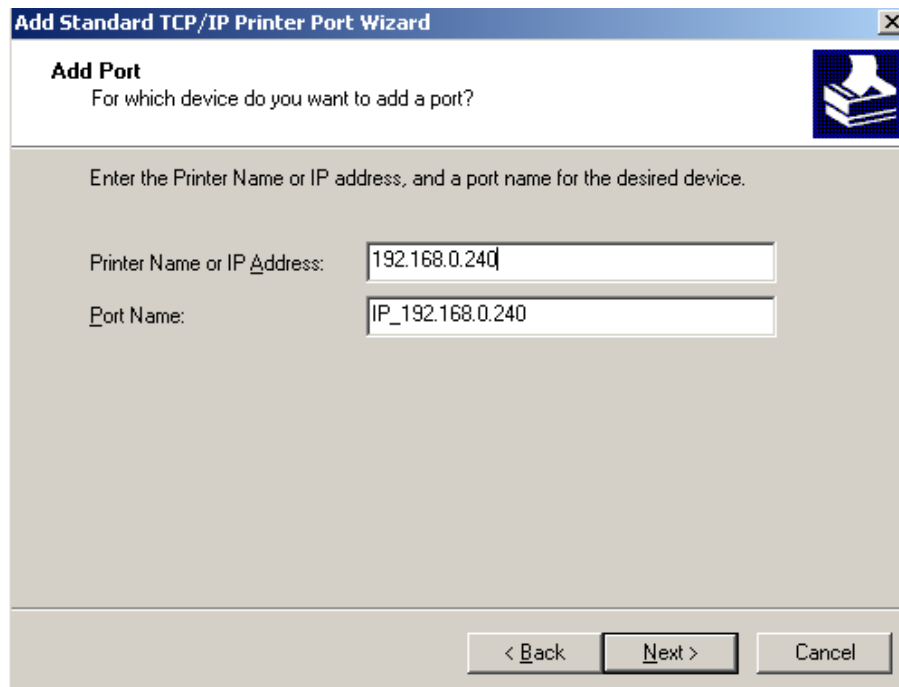 Add Standard TCP/IP Printer Port Wizard
Add Port
For which device do you want to add a port?
Enter the Printer Name or IP address, and a port name for the desired device.
Printer Name or IP Address: 192.168.0.240
Port Name: IP_192.168.0.240
< Back Next > Cancel